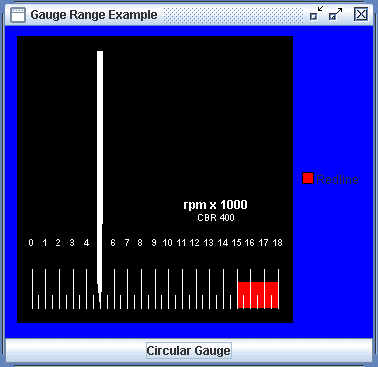 Gauge Range Example
Redline
rpm x 1000
CBR 400
0 1 2 3 4 6 7 8 9 10 11 12 13 14 15 16 17 18
Circular Gauge